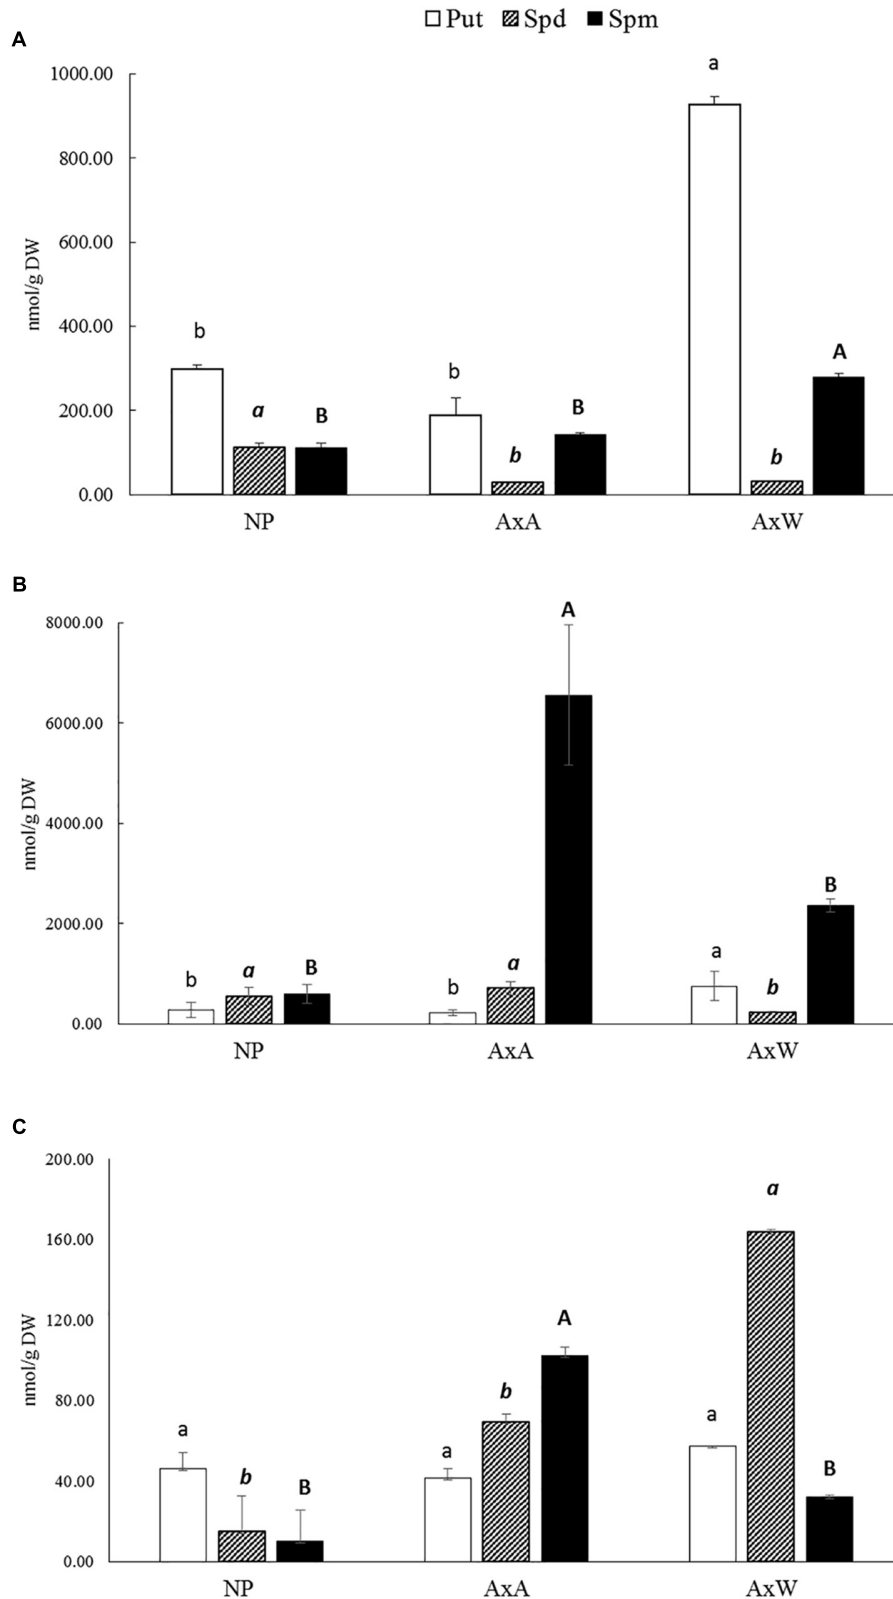 Put Spd Spm
A
1000.00
a
800.00
600.00
nmol/g DW
400.00
b
A
b
200.00
a
B
B
b
b
0.00
NP AxA AxW
B
8000.00
A
6000.00
nmol/g DW
4000.00
2000.00
B
a
b
a
B
b
a
b
0.00
NP AxA AxW
C
200.00
a
160.00
nmol/g DW
120.00
A
80.00
b
a
a
a
b
B
B
40.00
0.00
NP AxA AxW